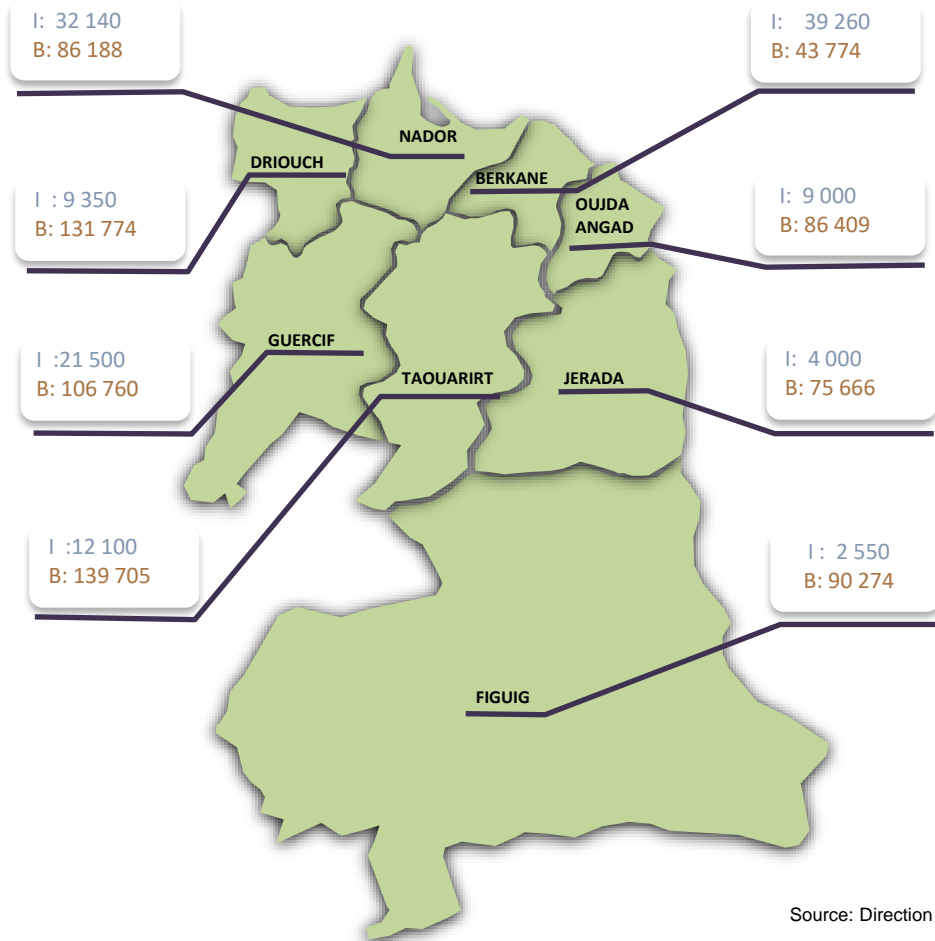 I: 32 140
B: 86 188
I: 39 260
B: 43 774
NADOR
DRIOUCH
BERKANE
I : 9 350
B: 131 774
OUJDA
ANGAD
I: 9 000
B: 86 409
GUERCIF
I :21 500
B: 106 760
TAOUARIRT
JERADA
I: 4 000
B: 75 666
I :12 100
B: 139 705
I : 2 550
B: 90 274
FIGUIG
Source: Direction